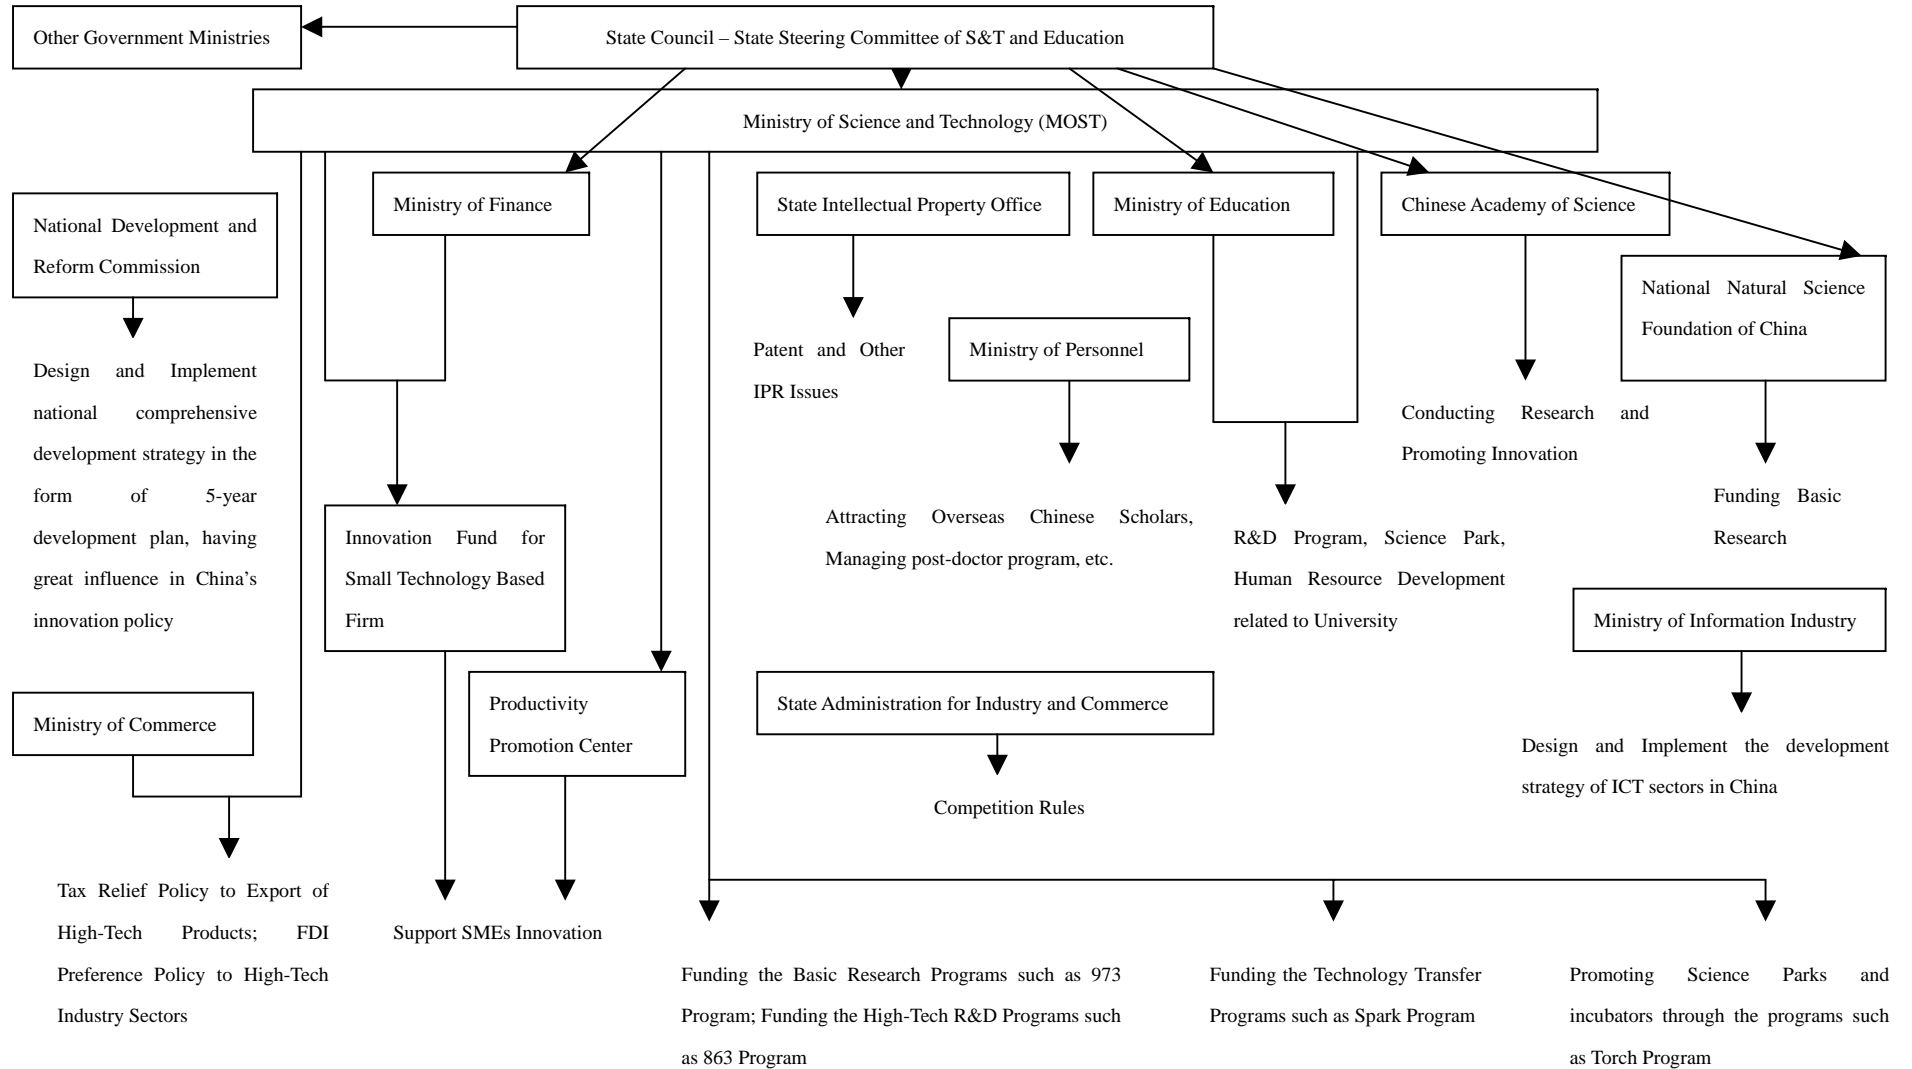 Other Government Ministries
State Council – State Steering Committee of S&T and Education
Ministry of Science and Technology (MOST)
National Development and
Reform Commission
Ministry of Finance
State Intellectual Property Office
Ministry of Education
Chinese Academy of Science
National Natural Science
Foundation of China
Design and Implement
national comprehensive
development strategy in the
form of 5-year
development plan, having
great influence in China’s
innovation policy
Patent and Other
IPR Issues
Ministry of Personnel
Conducting Research and
Promoting Innovation
Funding Basic
Research
Attracting Overseas Chinese Scholars,
Managing post-doctor program, etc.
R&D Program, Science Park,
Human Resource Development
related to University
Innovation Fund for
Small Technology Based
Firm
Ministry of Information Industry
Ministry of Commerce
Productivity
Promotion Center
State Administration for Industry and Commerce
Design and Implement the development
strategy of ICT sectors in China
Competition Rules
Tax Relief Policy to Export of
High-Tech Products; FDI
Preference Policy to High-Tech
Industry Sectors
Support SMEs Innovation
Funding the Basic Research Programs such as 973
Program; Funding the High-Tech R&D Programs such
as 863 Program
Funding the Technology Transfer
Programs such as Spark Program
Promoting Science Parks and
incubators through the programs such
as Torch Program